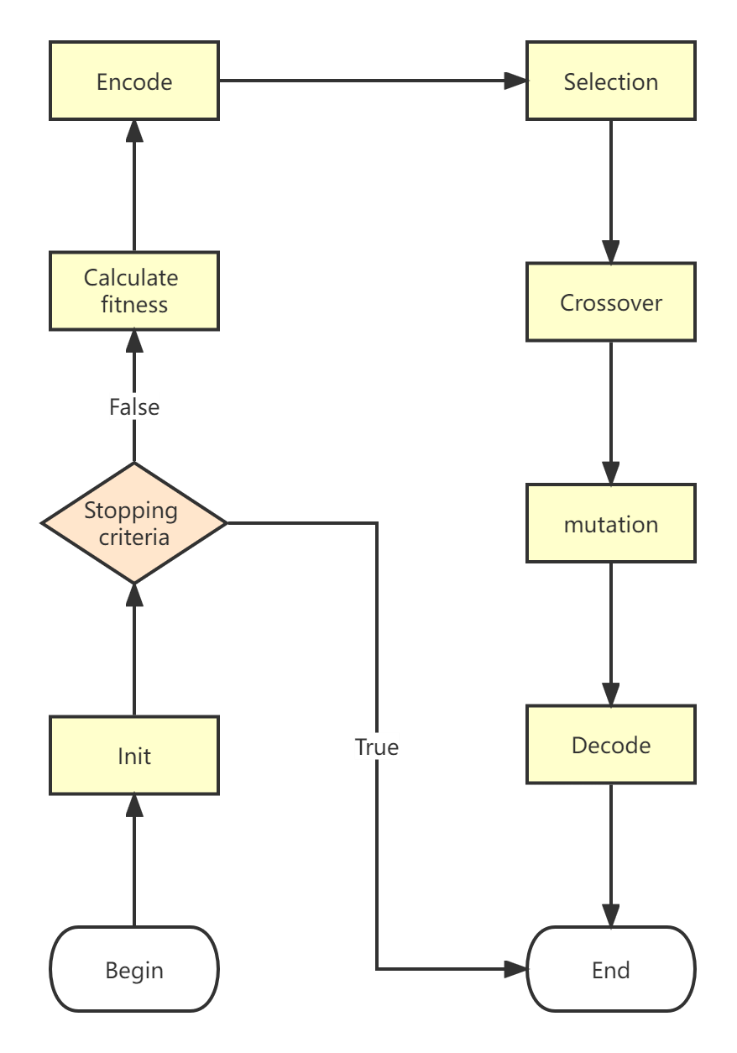 Encode
Selection
Calculate
fitness
Crossover
False
Stopping
criteria
mutation
Init
True
Decode
Begin
End